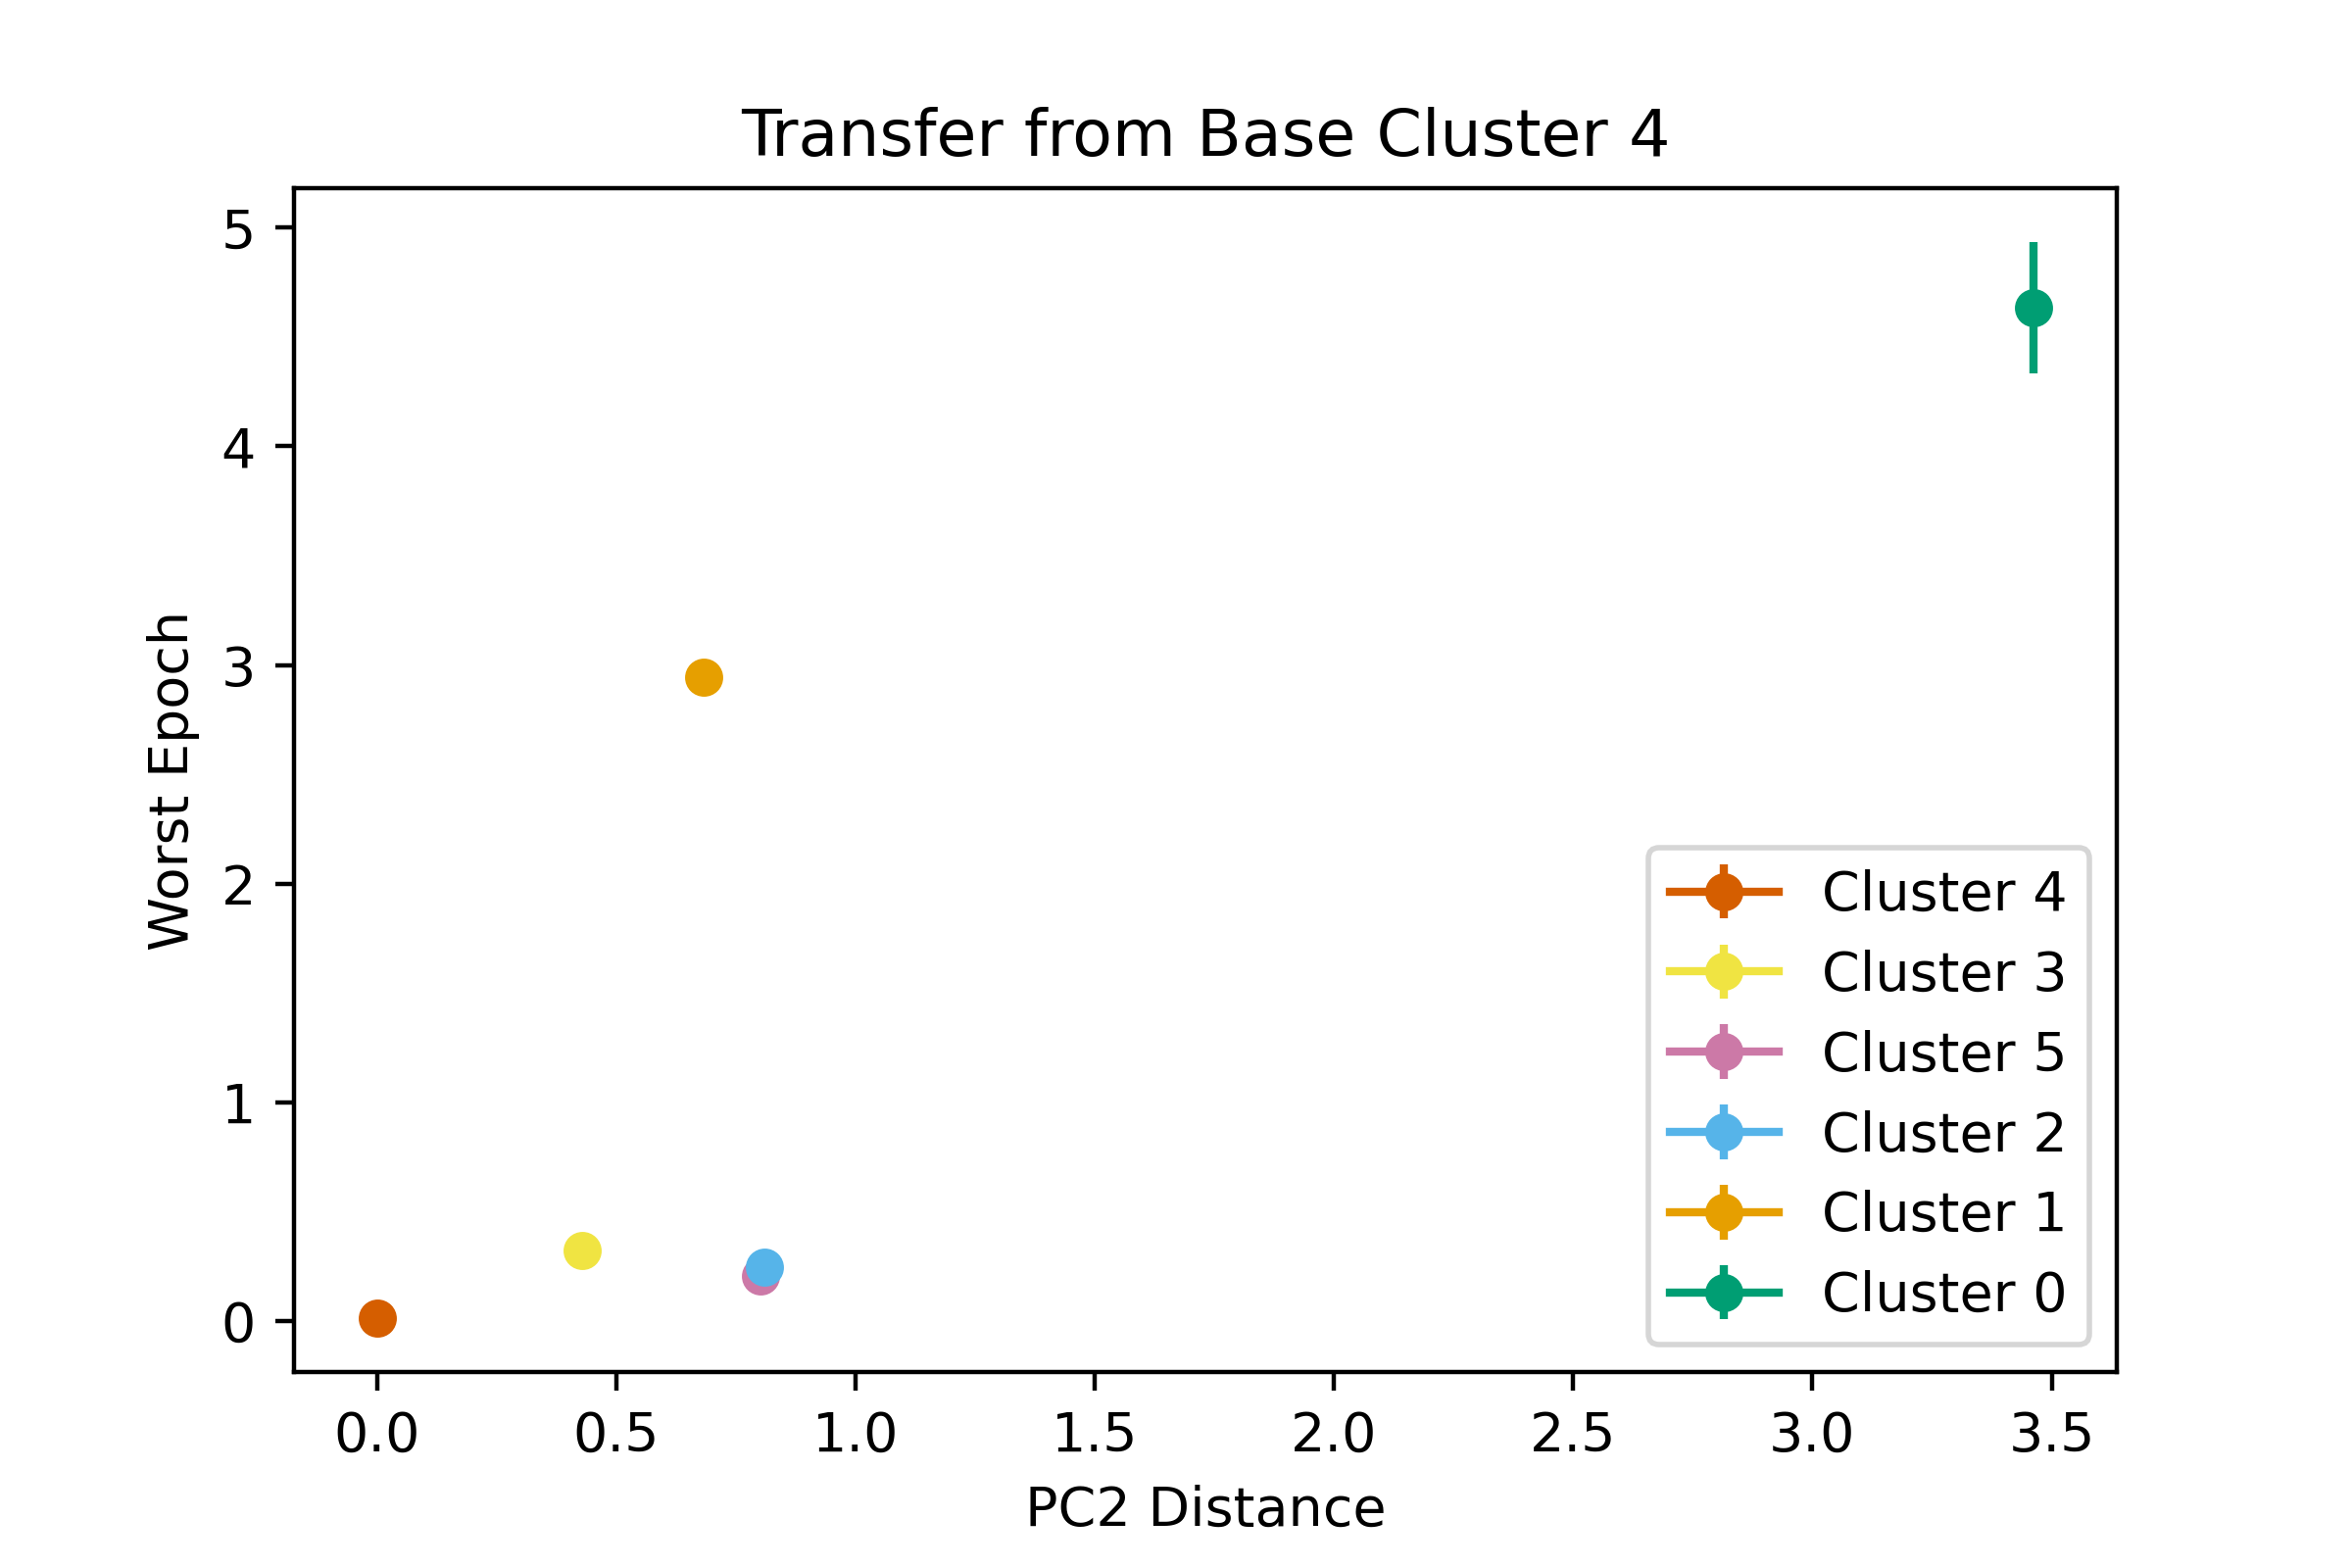 Transfer from Base Cluster 4
5
4
3
2
1
0
Worst Epoch
Cluster 4
Cluster 3
Cluster 5
Cluster 2
Cluster 1
Cluster 0
0.0 0.5 1.0 1.5 2.0 2.5 3.0 3.5
PC2 Distance